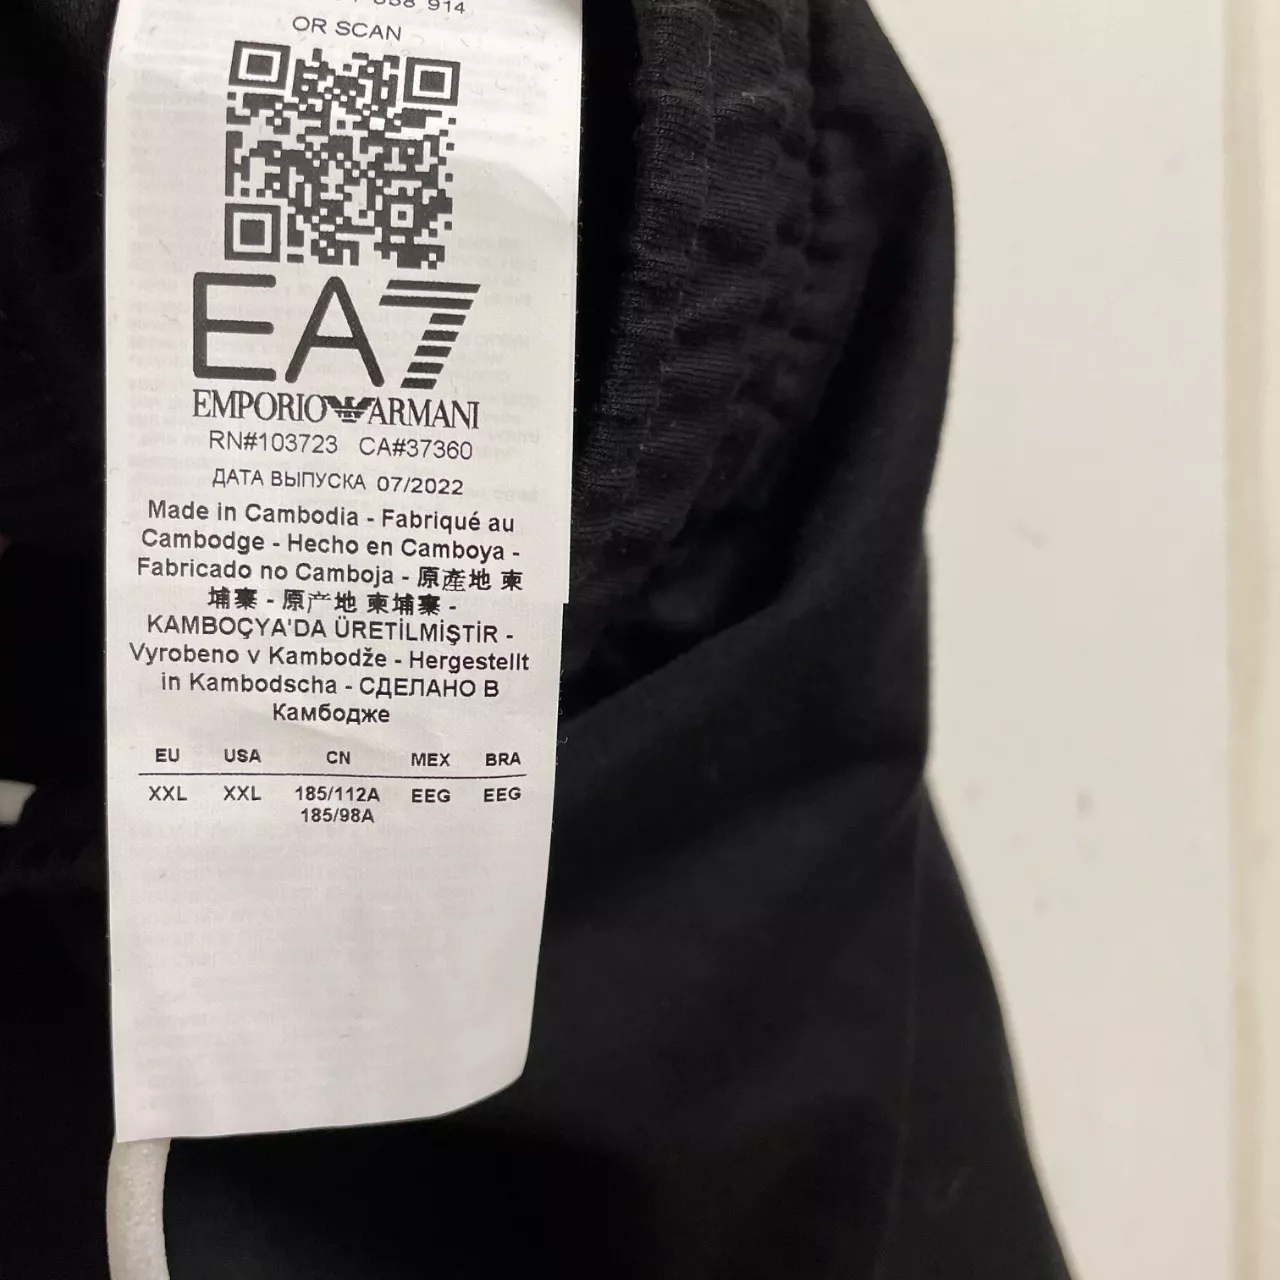 914
OR SCAN
EA7
EMPORIO ARMANI
RN#103723 CA#37360
ДАТА ВЫПУСКА 07/2022
Made in Cambodia - Fabriqué au
Cambodge - Hecho en Camboya -
Fabricado no Camboja - 原產地 柬
埔寨 - 原产地 柬埔寨 -
KAMBOÇYA'DA ÜRETİLMİŞTİR -
Vyrobeno v Kambodže - Hergestellt
in Kambodscha - СДЕЛАНО В
Камбодже
EU USA CN MEX BRA
XXL XXL 185/112A EEG EEG
185/98A